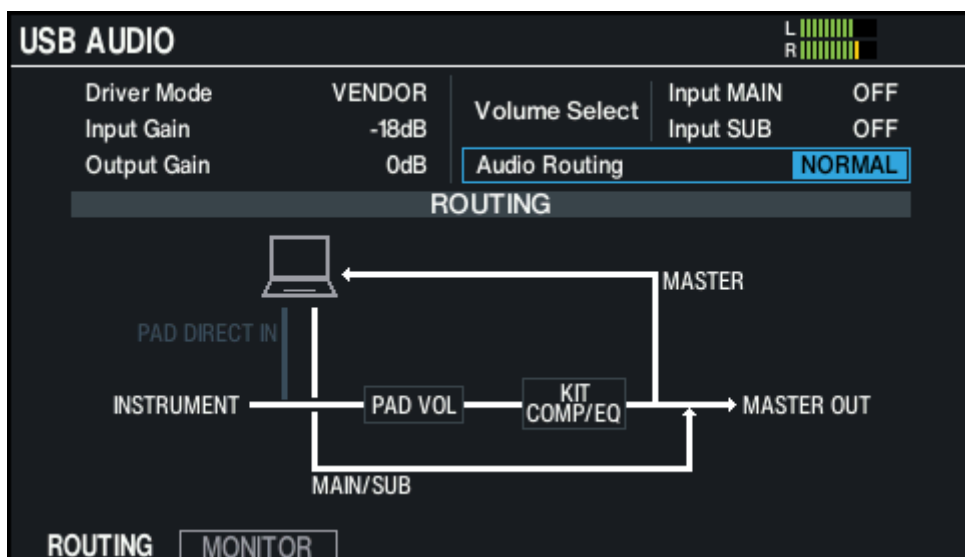 USB AUDIO
L
R
Driver Mode VENDOR
Input Gain -18dB
Output Gain 0dB
Volume Select
Input MAIN OFF
Input SUB OFF
Audio Routing NORMAL
ROUTING
MASTER
PAD DIRECT IN
INSTRUMENT
PAD VOL
KIT
COMP/EQ
MASTER OUT
MAIN/SUB
ROUTING MONITOR